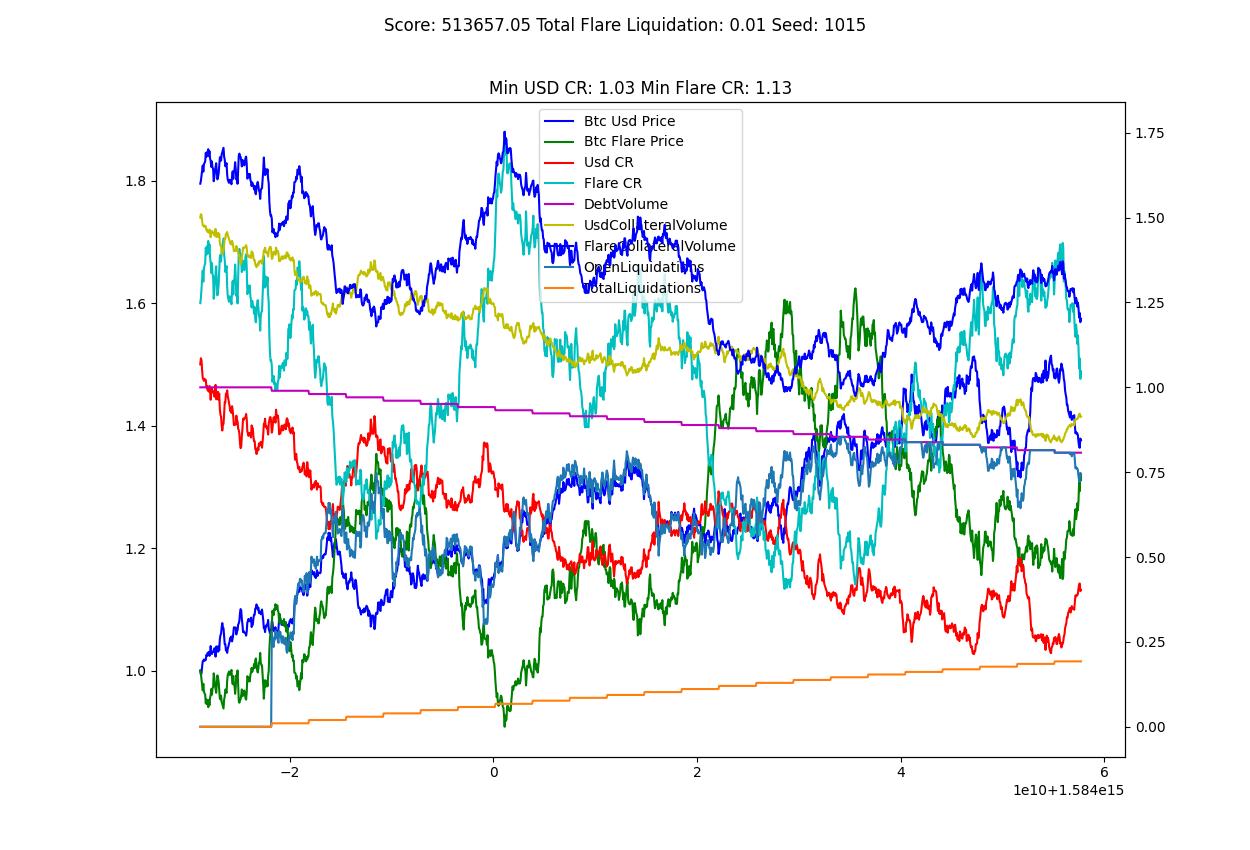 Score: 513657.05 Total Flare Liquidation: 0.01 Seed: 1015
Min USD CR: 1.03 Min Flare CR: 1.13
Btc Usd Price
Btc Flare Price
Usd CR
Flare CR
DebtVolume
UsdCollateralVolume
FlareCollateralVolume
OpenLiquidations
TotalLiquidations
1.8
1.6
1.4
1.2
1.0
1.75
1.50
1.25
1.00
0.75
0.50
0.25
0.00
−2
0
2
4
6
1e10+1.584e15